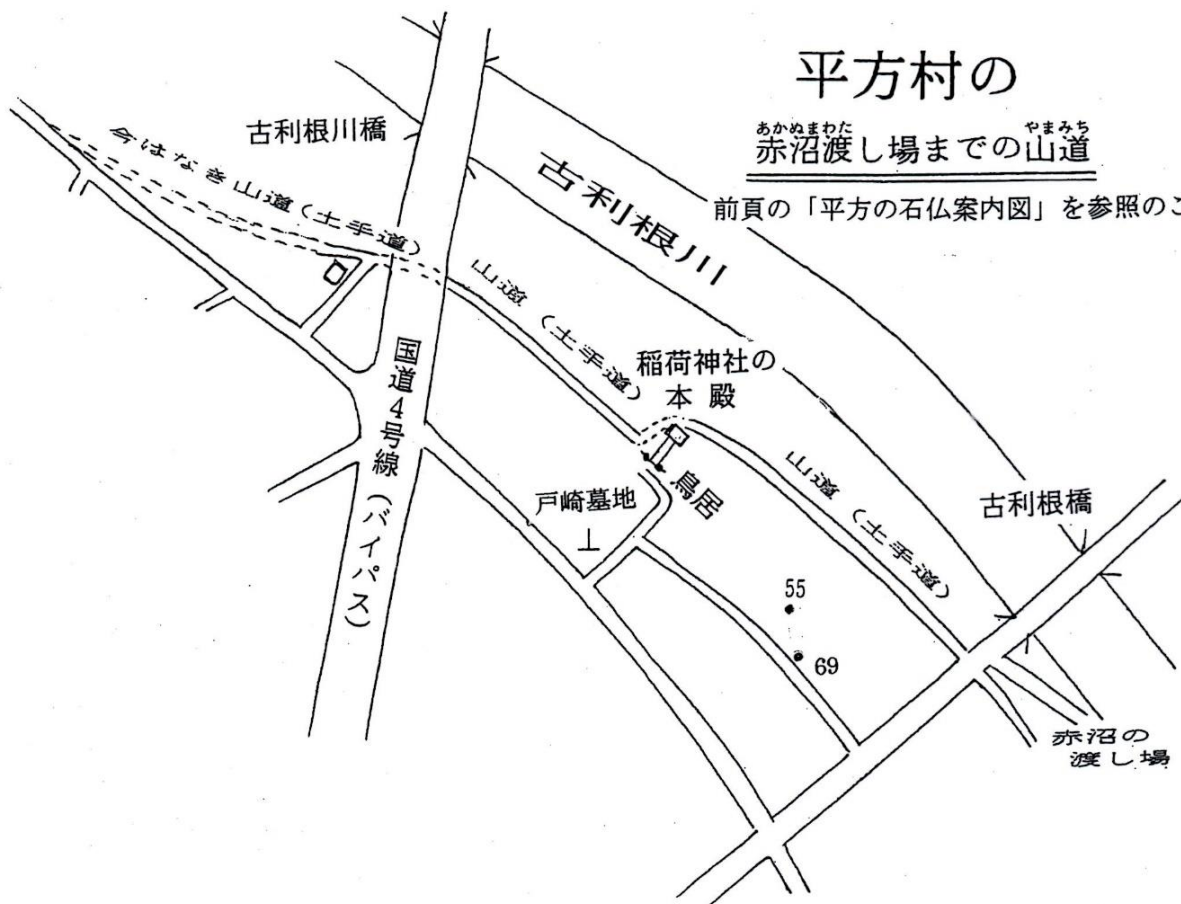 平方村の
あかぬまわた やまみち
赤沼渡し場までの山道
前頁の「平方の石仏案内図」を参照のこ
古利根川橋
今はなき山道(土手道)
古利根川
山道(土手道)
稲荷神社の
本殿
国道4号線(バイパス)
鳥居
山道(土手道)
戸崎墓地
古利根橋
55
69
赤沼の
渡し場